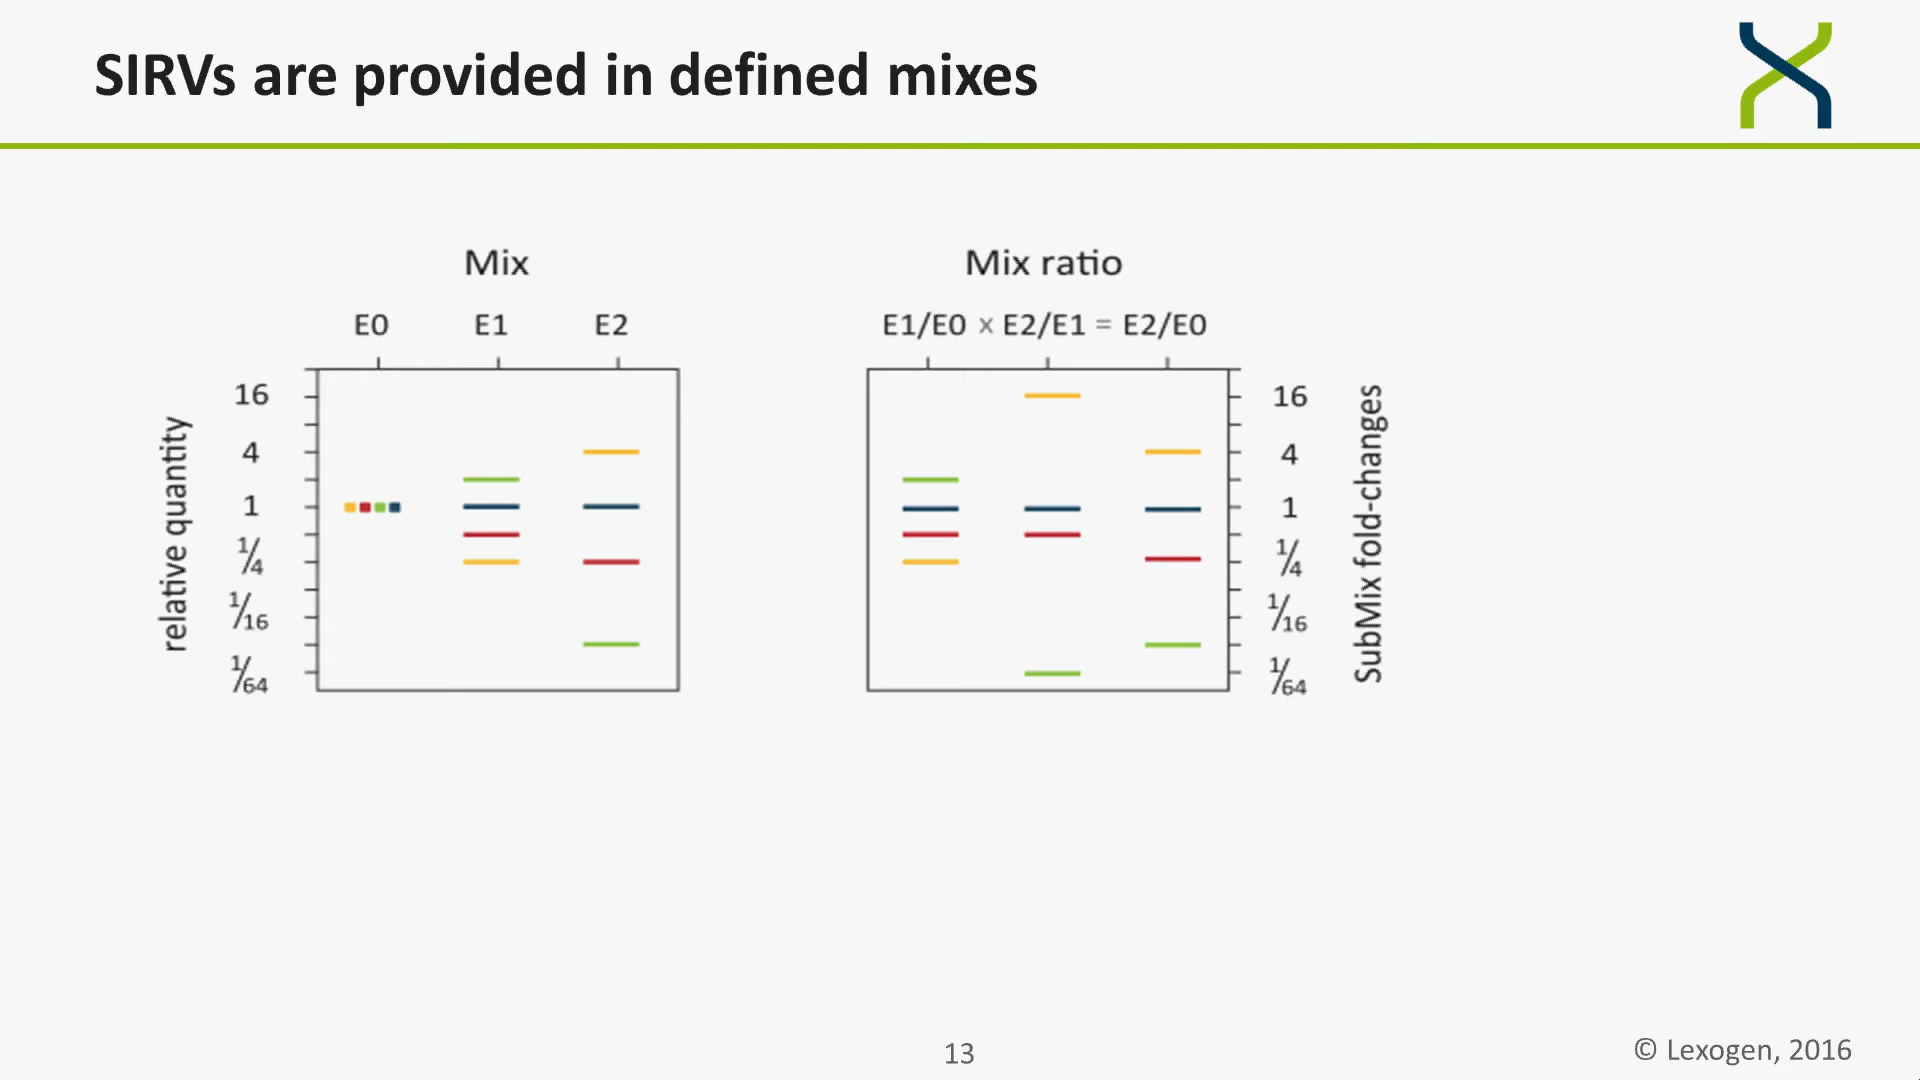 SIRVs are provided in defined mixes
Mix
E0 E1 E2
relative quantity
16
4
1
1/4
1/16
1/64
Mix ratio
E1/E0 x E2/E1 = E2/E0
16
4
1
1/4
1/16
1/64
SubMix fold-changes
13
© Lexogen, 2016